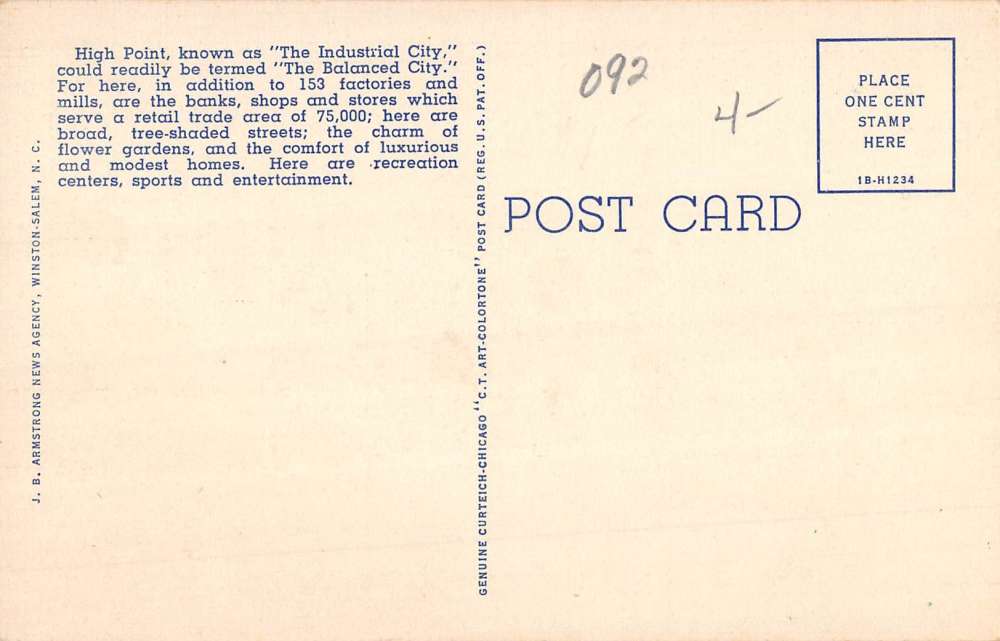 High Point, known as "The Industrial City,"
could readily be termed "The Balanced City."
For here, in addition to 153 factories and
mills, are the banks, shops and stores which
serve a retail trade area of 75,000; here are
broad, tree-shaded streets; the charm of
flower gardens, and the comfort of luxurious
and modest homes. Here are recreation
centers, sports and entertainment.
J. B. ARMSTRONG NEWS AGENCY, WINSTON-SALEM, N. C.
GENUINE CURTEICH-CHICAGO "C.T. ART-COLORTONE" POST CARD (REG. U.S. PAT. OFF.)
092
4-
POST CARD
PLACE
ONE CENT
STAMP
HERE
1B-H1234